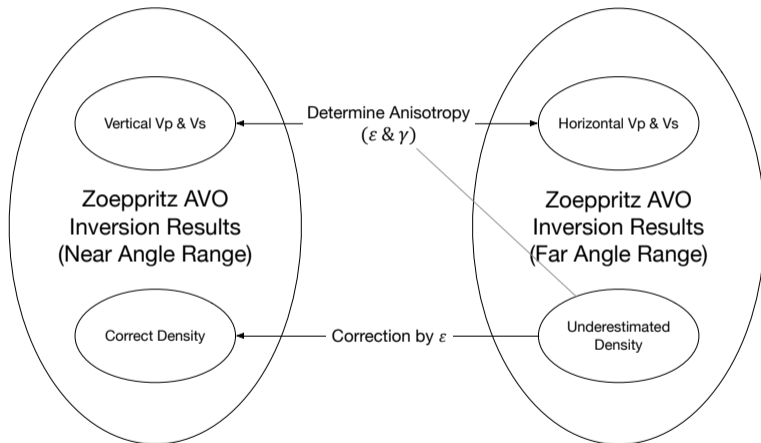 Vertical Vp & Vs
Determine Anisotropy
(ε & γ)
Horizontal Vp & Vs
Zoeppritz AVO
Inversion Results
(Near Angle Range)
Zoeppritz AVO
Inversion Results
(Far Angle Range)
Correct Density
Correction by ε
Underestimated
Density